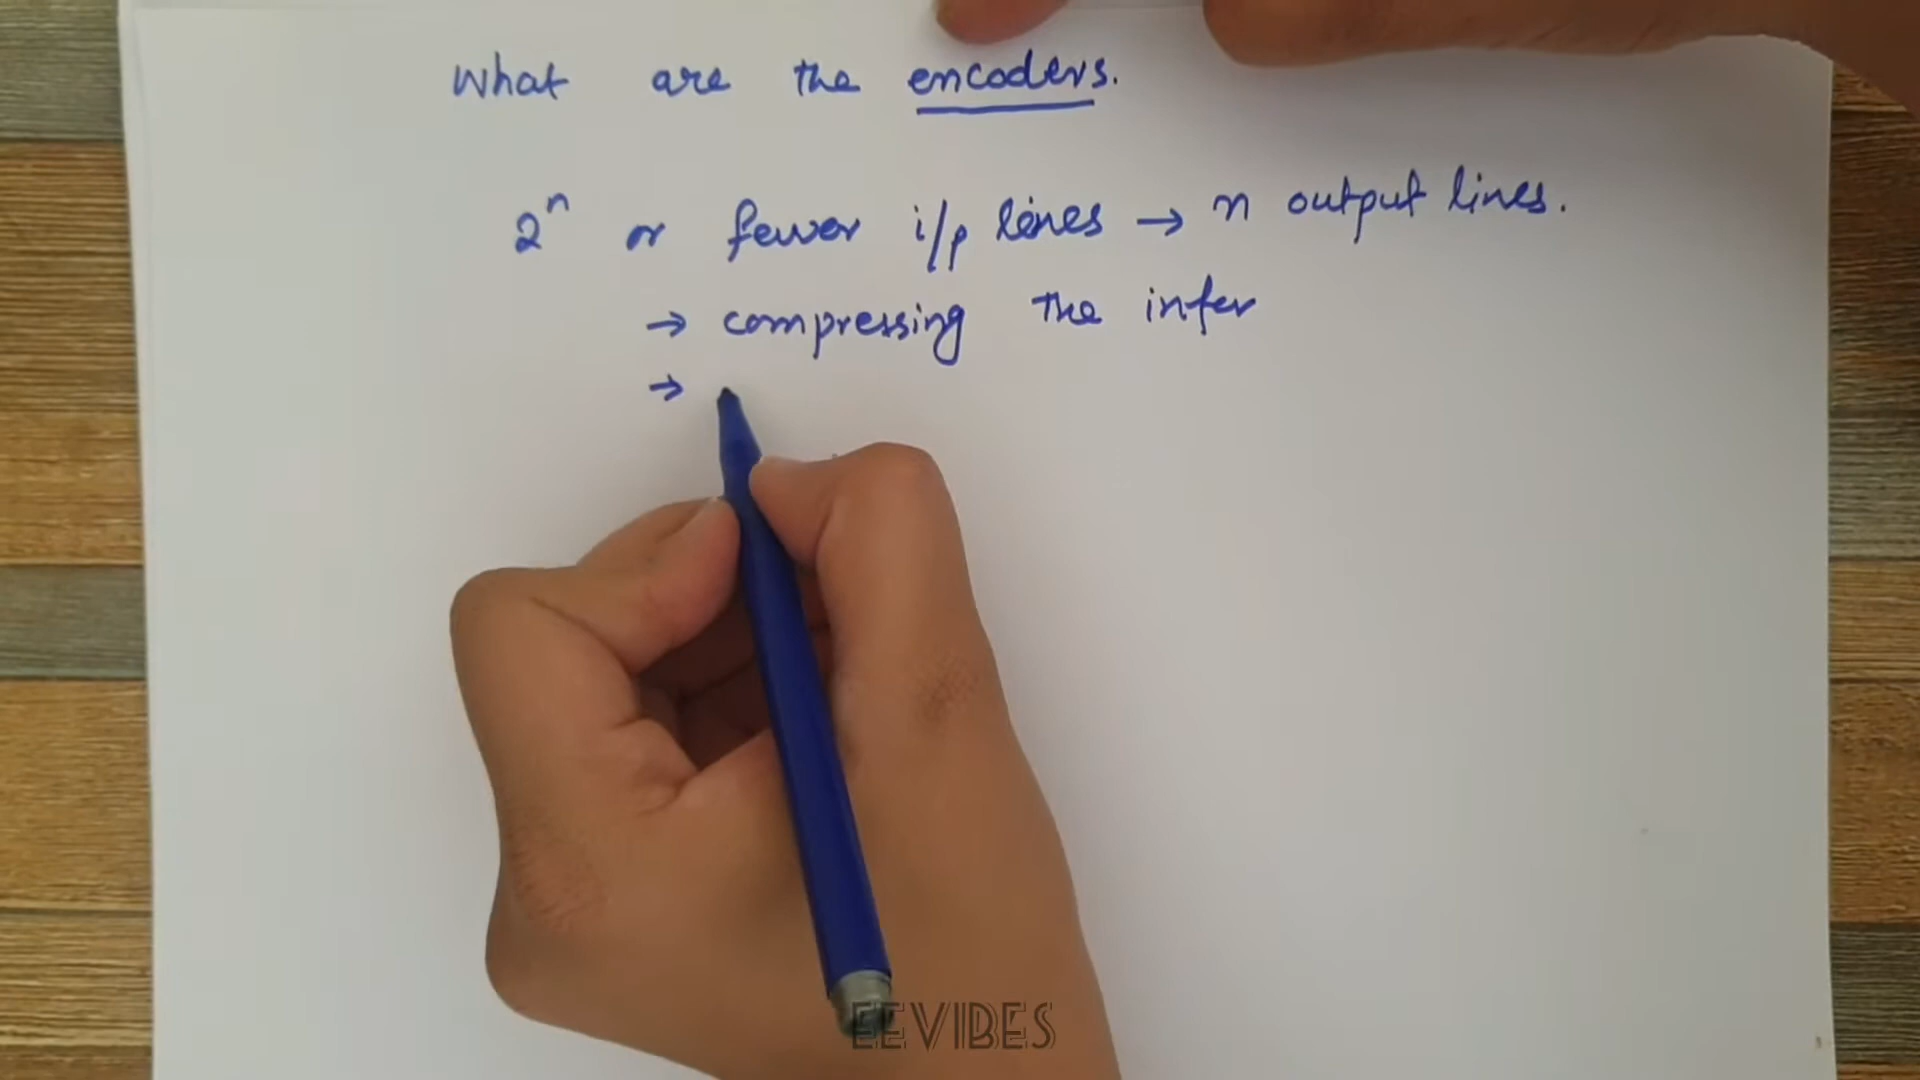 What are the encoders.
2^n or fewer i/p lines → n output lines.
→ compressing the infer
→
EEVIBES